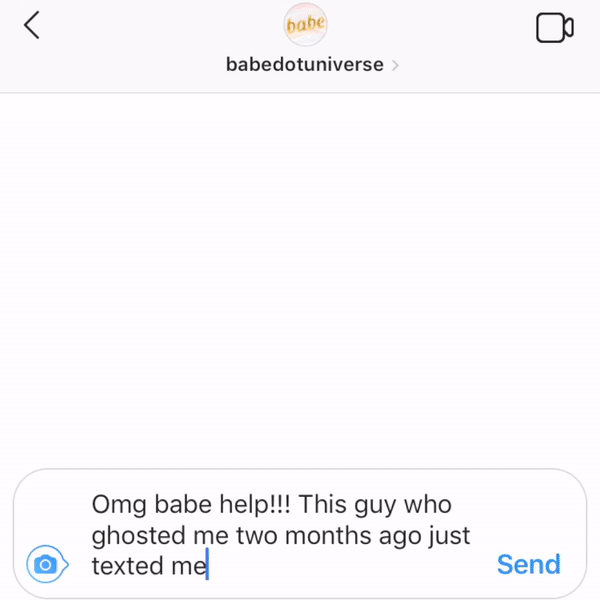 babe
babedotuniverse
Omg babe help!!! This guy who
ghosted me two months ago just
texted me
Send